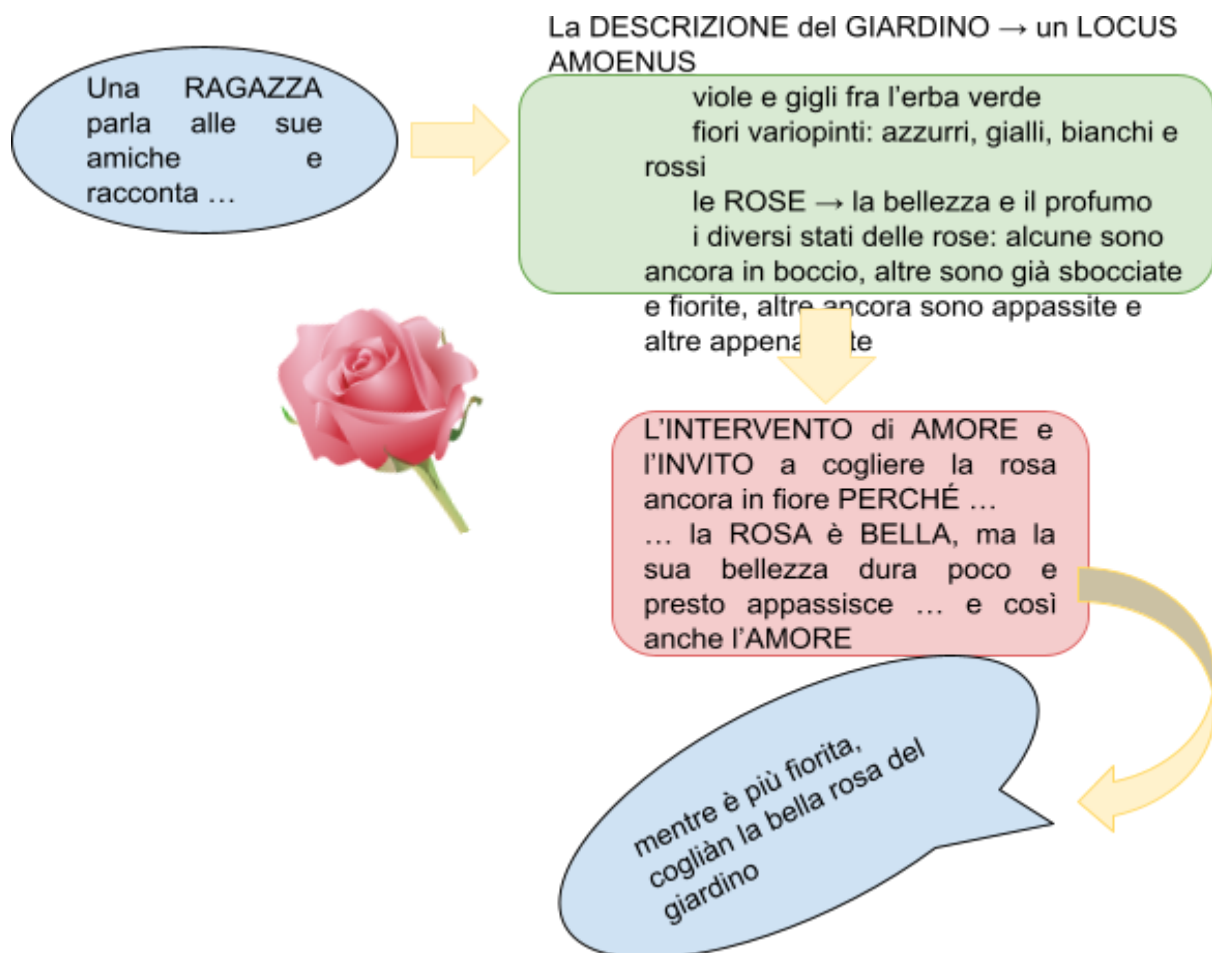 Una RAGAZZA
parla alle sue
amiche e
racconta …
La DESCRIZIONE del GIARDINO → un LOCUS
AMOENUS
viole e gigli fra l’erba verde
fiori variopinti: azzurri, gialli, bianchi e
rossi
le ROSE → la bellezza e il profumo
i diversi stati delle rose: alcune sono
ancora in boccio, altre sono già sbocciate
e fiorite, altre ancora sono appassite e
altre appena
L’INTERVENTO di AMORE e
l’INVITO a cogliere la rosa
ancora in fiore PERCHÉ …
… la ROSA è BELLA, ma la
sua bellezza dura poco e
presto appassisce … e così
anche l’AMORE
mentre è più fiorita,
cogliàn la bella rosa del
giardino